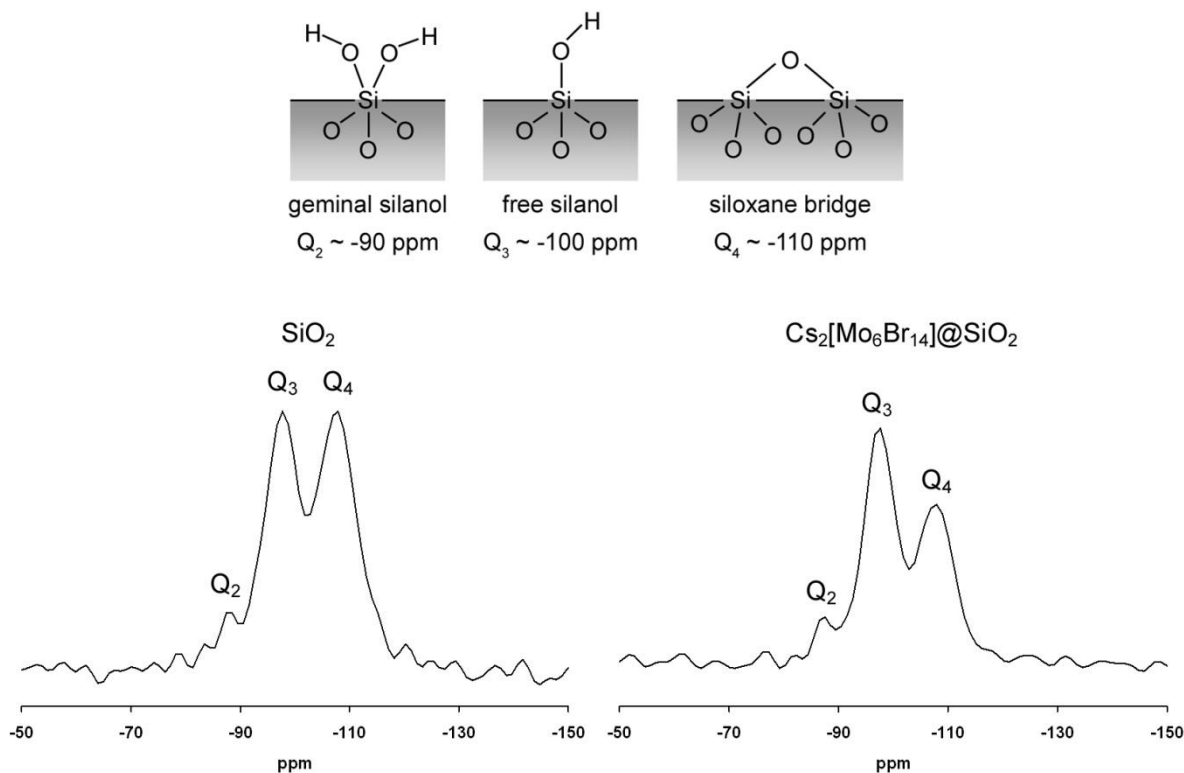 H O O H
Si
O O O
geminal silanol
Q₂ ~ -90 ppm
H
O
Si
O O O
free silanol
Q₃ ~ -100 ppm
O
Si Si
O O O O O O
siloxane bridge
Q₄ ~ -110 ppm
SiO₂
Q₃ Q₄
Q₂
-50 -70 -90 -110 -130 -150
ppm
Cs₂[Mo₆Br₁₄]@SiO₂
Q₃
Q₄
Q₂
-50 -70 -90 -110 -130 -150
ppm